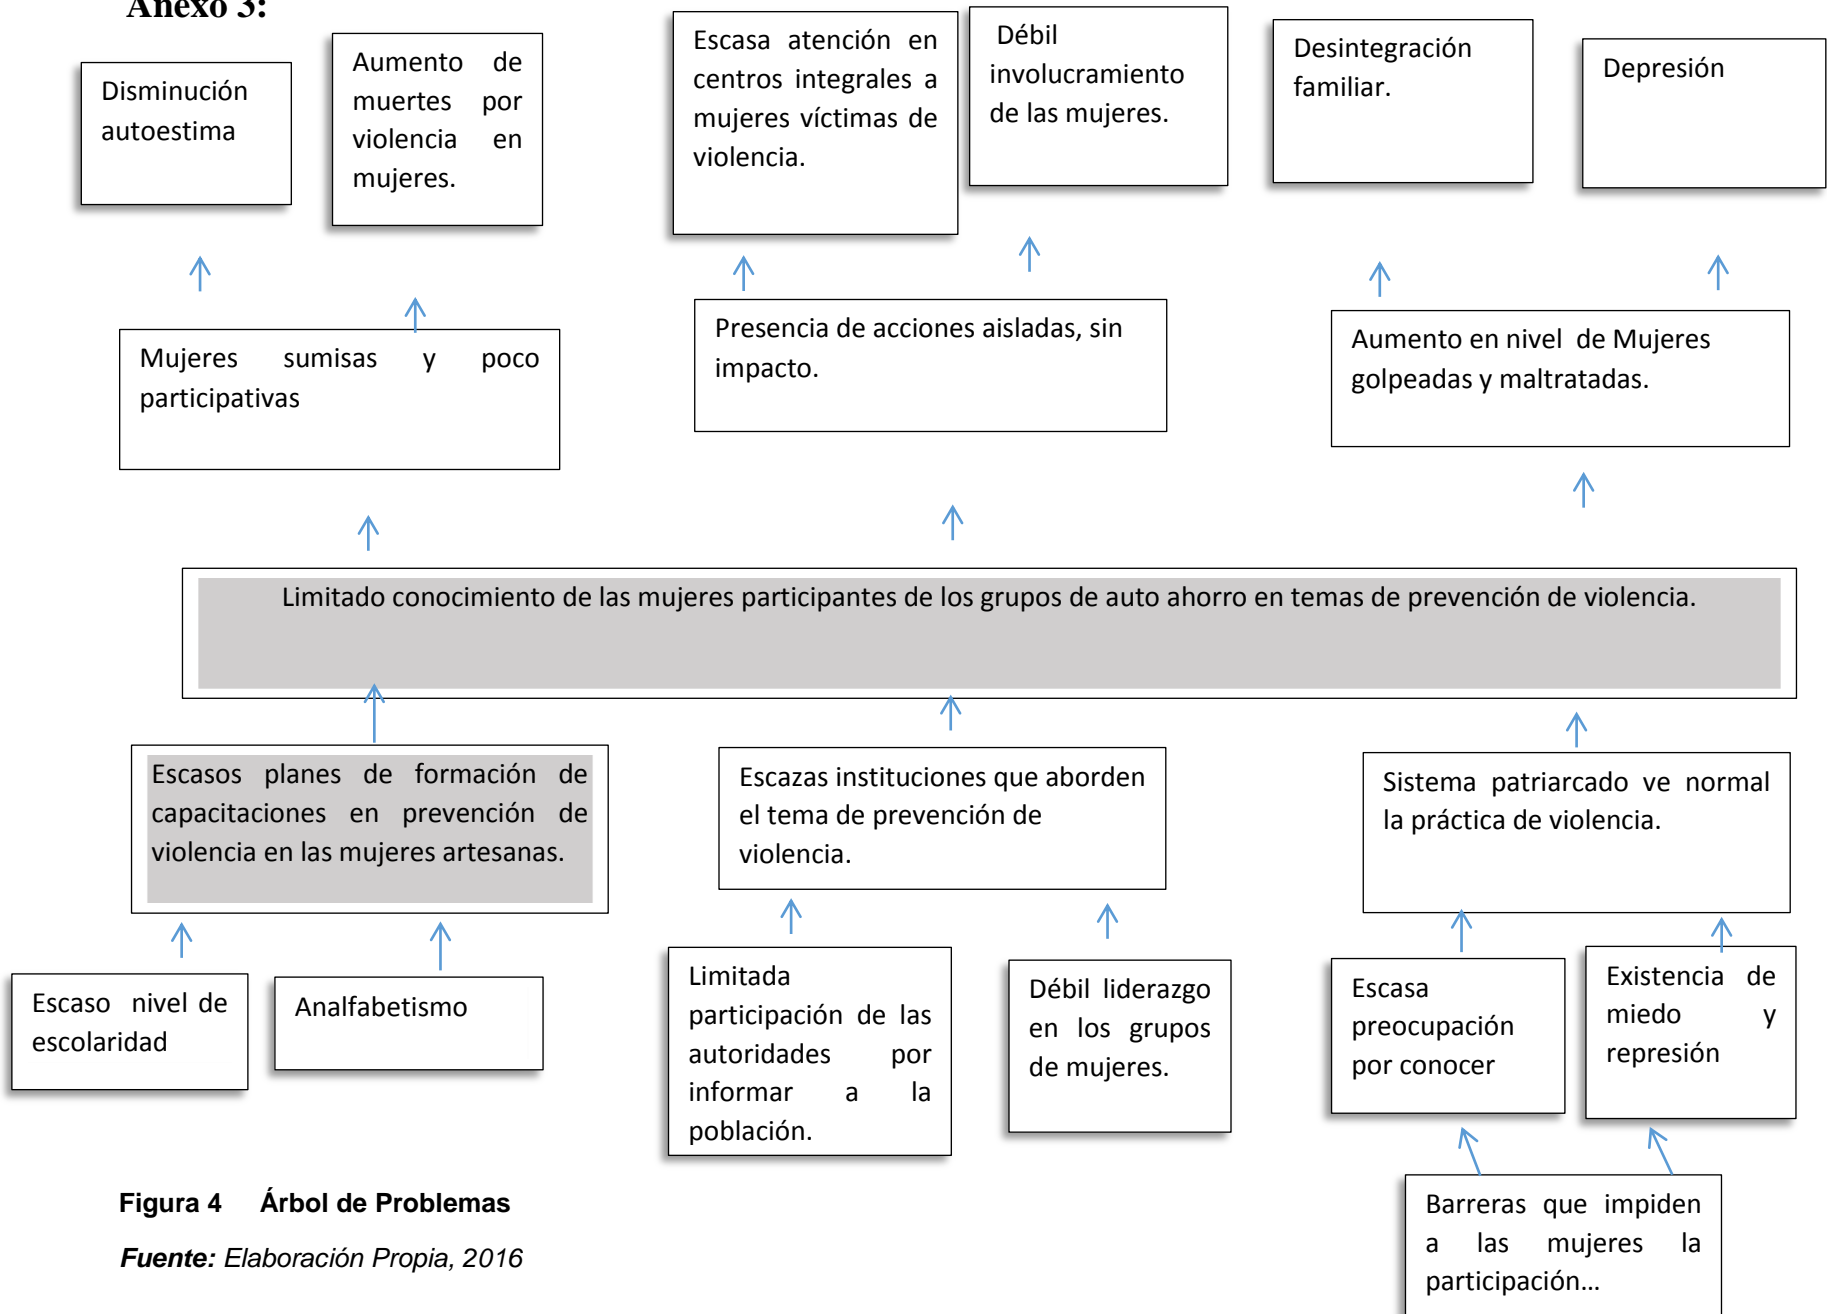 Anexo 3:
Disminución
autoestima
Aumento de
muertes por
violencia en
mujeres.
Escasa atención en
centros integrales a
mujeres víctimas de
violencia.
Débil
involucramiento
de las mujeres.
Desintegración
familiar.
Depresión
Mujeres sumisas y poco
participativas
Presencia de acciones aisladas, sin
impacto.
Aumento en nivel de Mujeres
golpeadas y maltratadas.
Limitado conocimiento de las mujeres participantes de los grupos de auto ahorro en temas de prevención de violencia.
Escasos planes de formación de
capacitaciones en prevención de
violencia en las mujeres artesanas.
Escazas instituciones que aborden
el tema de prevención de
violencia.
Sistema patriarcado ve normal
la práctica de violencia.
Escaso nivel de
escolaridad
Analfabetismo
Limitada
participación de las
autoridades por
informar a la
población.
Débil liderazgo
en los grupos
de mujeres.
Escasa
preocupación
por conocer
Existencia de
miedo y
represión
Barreras que impiden
a las mujeres la
participación...
Figura 4 Árbol de Problemas
Fuente: Elaboración Propia, 2016